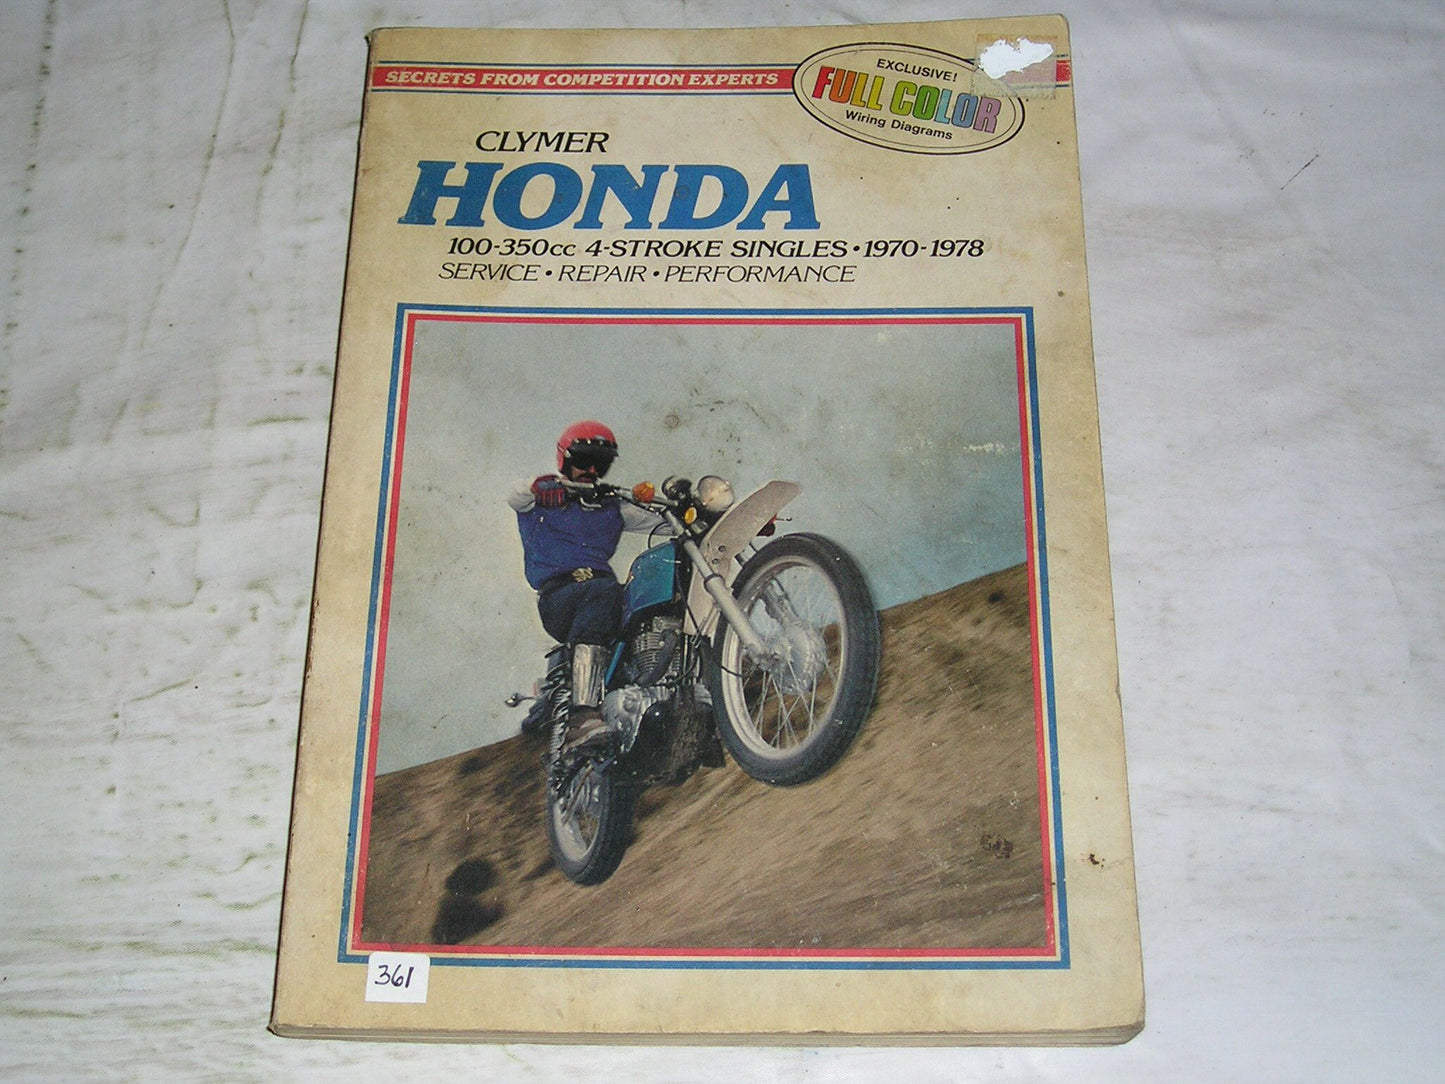 SECRETS FROM COMPETITION EXPERTS
EXCLUSIVE!
FULL COLOR
Wiring Diagrams
CLYMER
HONDA
100-350cc 4-STROKE SINGLES • 1970-1978
SERVICE • REPAIR • PERFORMANCE
361